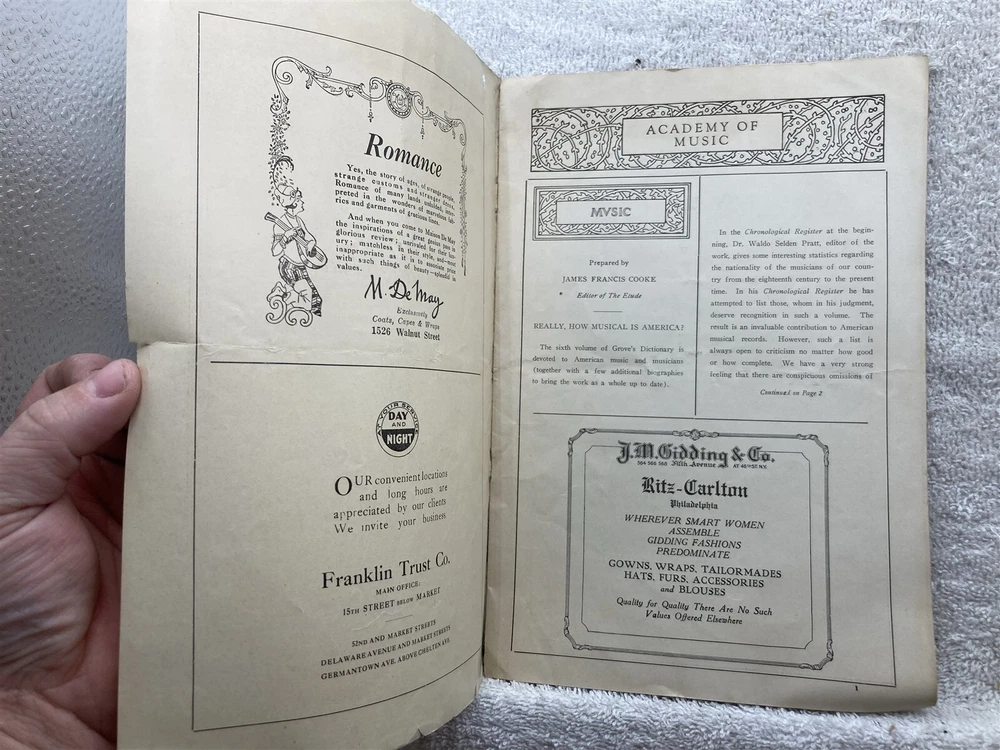 Romance
Yes, the story of ages, of strange people,
strange customs and stranger dances,
Romance of many lands unfolded, inter-
preted in the wonders of marvelous fab-
rics and garments of gracious lines.
And when you come to Maison De May
the inspirations of a great genius pass in
glorious review; unrivaled for their lux-
ury; matchless in their style, and—most
inappropriate as it is to associate price
with such things of beauty—splendid in
values.
M. De May
Exclusively
Coats, Capes & Wraps
1526 Walnut Street
AT YOUR SERVICE
DAY
AND
NIGHT
OUR convenient locations
and long hours are
appreciated by our clients
We invite your business
Franklin Trust Co.
MAIN OFFICE:
15TH STREET BELOW MARKET
52ND AND MARKET STREETS
DELAWARE AVENUE AND MARKET STREETS
GERMANTOWN AVE. ABOVE CHELTEN AVE.
ACADEMY OF
MUSIC
MVSIC
Prepared by
JAMES FRANCIS COOKE
Editor of The Etude
REALLY, HOW MUSICAL IS AMERICA?
The sixth volume of Grove's Dictionary is
devoted to American music and musicians
(together with a few additional biographies
to bring the work as a whole up to date).
In the Chronological Register at the begin-
ning, Dr. Waldo Selden Pratt, editor of the
work, gives some interesting statistics regarding
the nationality of the musicians of our coun-
try from the eighteenth century to the present
time. In his Chronological Register he has
attempted to list those, whom in his judgment,
deserve recognition in such a volume. The
result is an invaluable contribution to American
musical records. However, such a list is
always open to criticism no matter how good
or how complete. We have a very strong
feeling that there are conspicuous omissions of
Continued on Page 2
J.M. Gidding & Co.
564 566 568 Fifth Avenue AT 46TH ST. N.Y.
Ritz-Carlton
Philadelphia
WHEREVER SMART WOMEN
ASSEMBLE
GIDDING FASHIONS
PREDOMINATE
GOWNS, WRAPS, TAILORMADES
HATS, FURS, ACCESSORIES
and BLOUSES
Quality for Quality There Are No Such
Values Offered Elsewhere
1